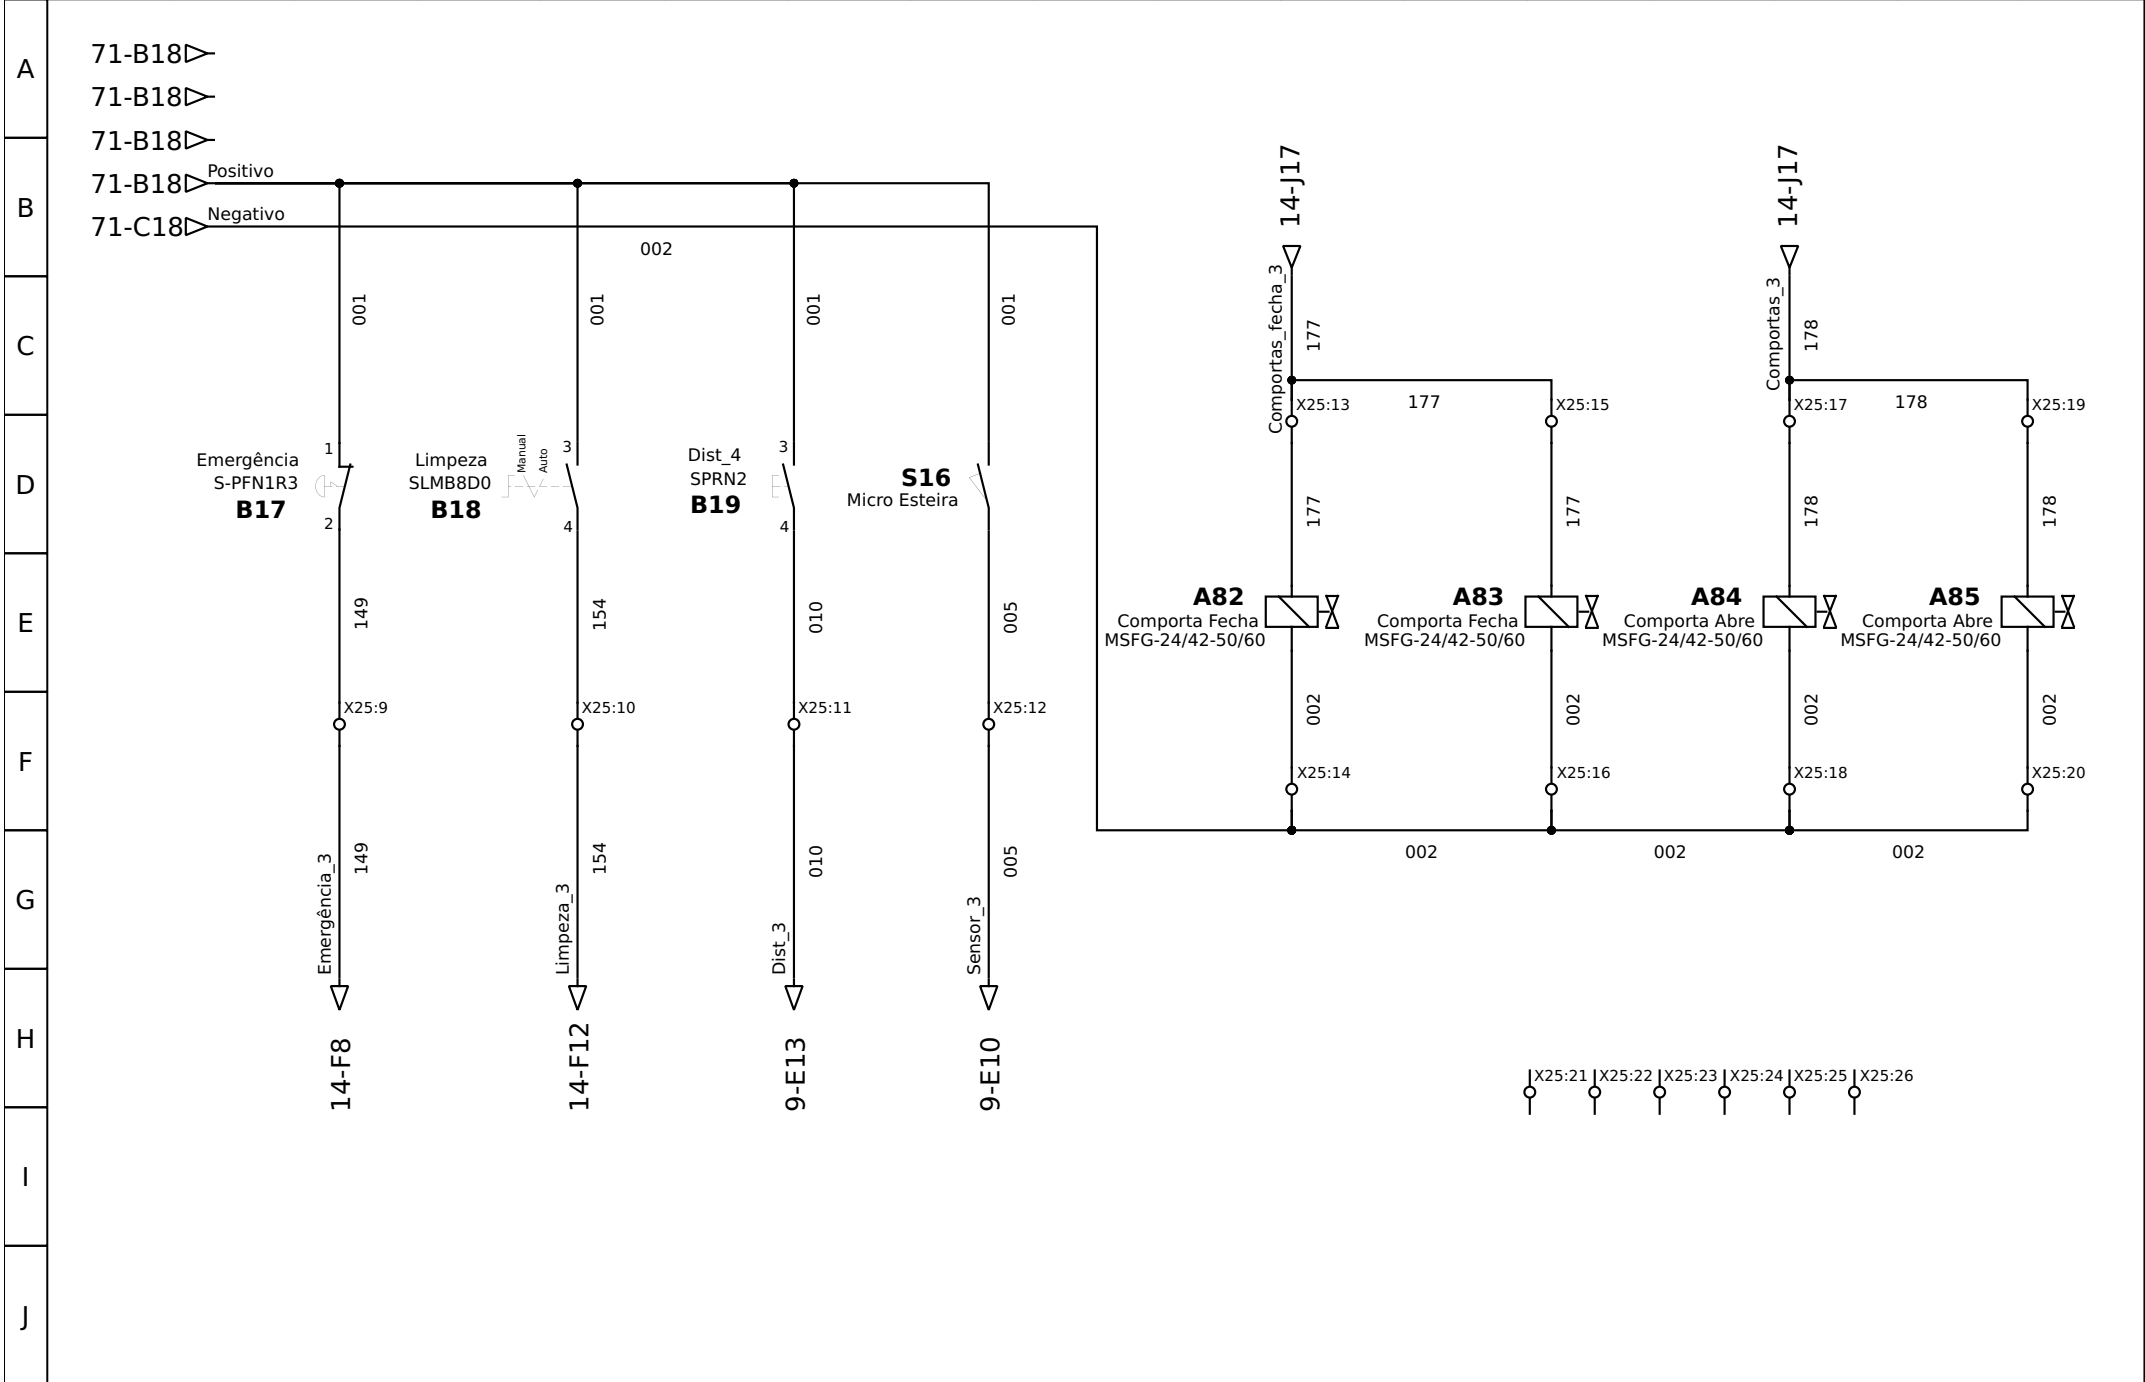 A
B
C
D
E
F
G
H
I
J
71-B18
71-B18
71-B18
71-B18
Positivo
71-C18
Negativo
002
001
001
001
001
1
Emergência
S-PFN1R3
B17
2
Limpeza
SLMB8D0
B18
Manual
Auto
3
4
Dist_4
SPRN2
B19
3
4
S16
Micro Esteira
149
154
010
005
X25:9
X25:10
X25:11
X25:12
149
154
010
005
Emergência_3
Limpeza_3
Dist_3
Sensor_3
14-F8
14-F12
9-E13
9-E10
14-J17
14-J17
Comportas_fecha_3
177
Comportas_3
178
X25:13
177
X25:15
X25:17
178
X25:19
177
177
178
178
A82
Comporta Fecha
MSFG-24/42-50/60
A83
Comporta Fecha
MSFG-24/42-50/60
A84
Comporta Abre
MSFG-24/42-50/60
A85
Comporta Abre
MSFG-24/42-50/60
002
002
002
002
X25:14
X25:16
X25:18
X25:20
002
002
002
X25:21
X25:22
X25:23
X25:24
X25:25
X25:26